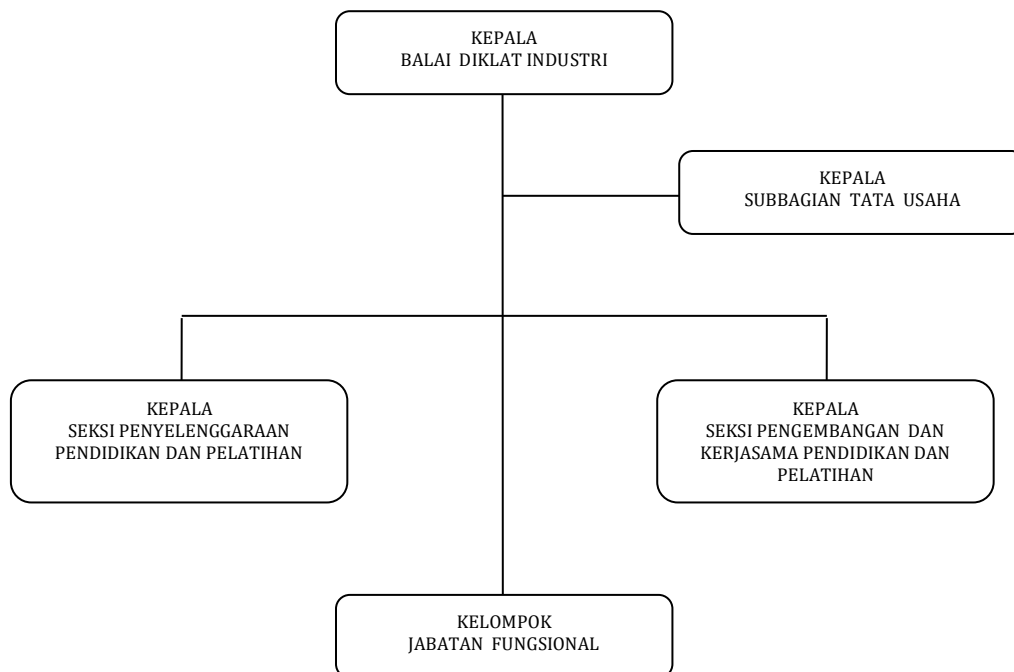 KEPALA
BALAI DIKLAT INDUSTRI
KEPALA
SUBBAGIAN TATA USAHA
KEPALA
SEKSI PENYELENGGARAAN
PENDIDIKAN DAN PELATIHAN
KEPALA
SEKSI PENGEMBANGAN DAN
KERJASAMA PENDIDIKAN DAN
PELATIHAN
KELOMPOK
JABATAN FUNGSIONAL